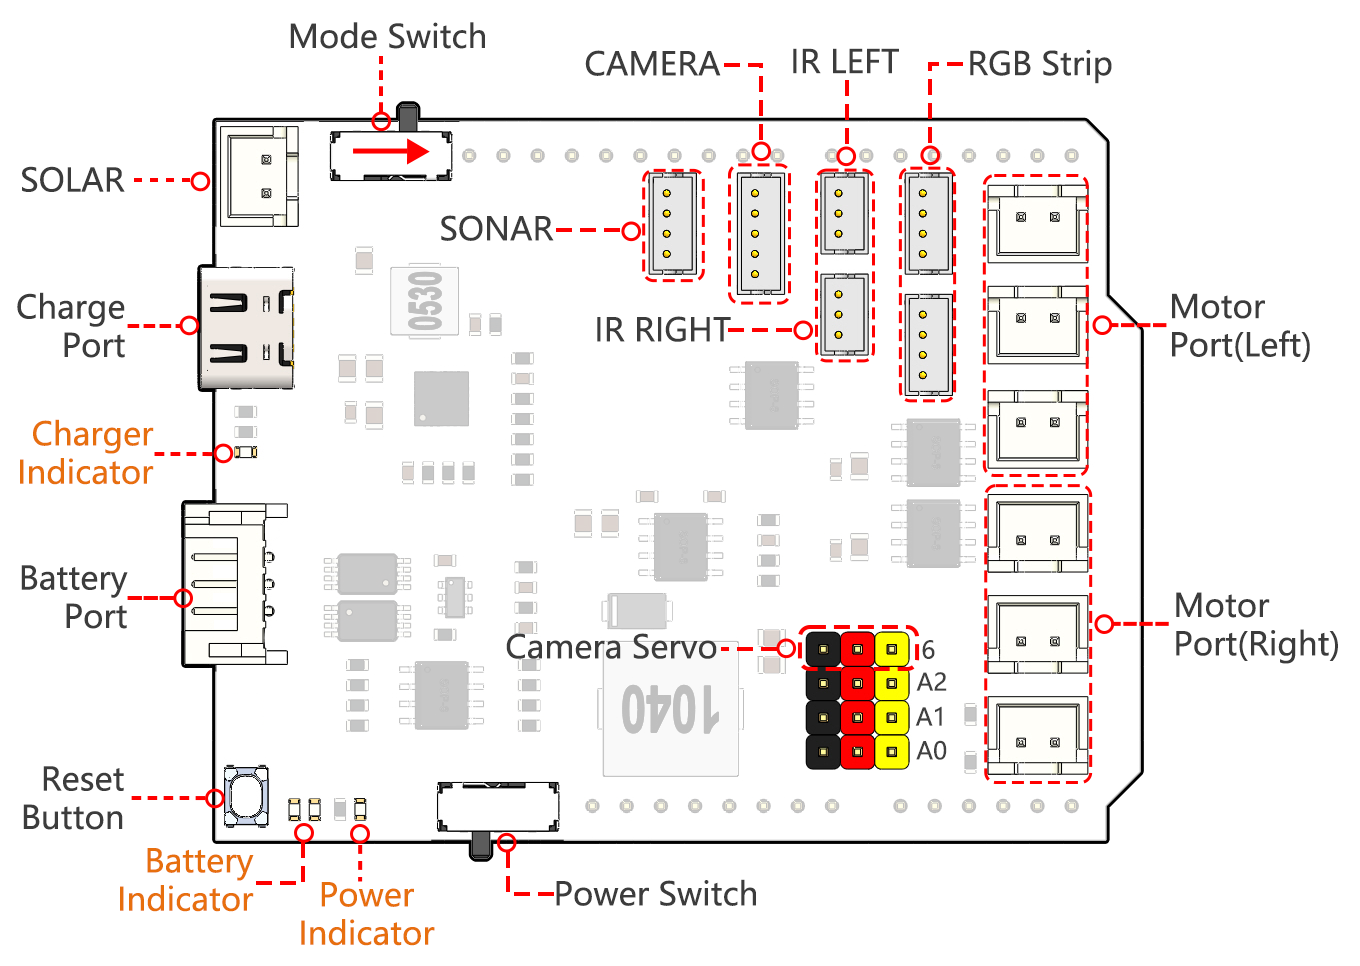 Mode Switch
CAMERA
IR LEFT
RGB Strip
SOLAR
SONAR
Charge
Port
0530
IR RIGHT
Motor
Port(Left)
Charger
Indicator
Battery
Port
Camera Servo
6
A2
A1
A0
1040
Motor
Port(Right)
Reset
Button
Battery
Indicator
Power
Indicator
Power Switch